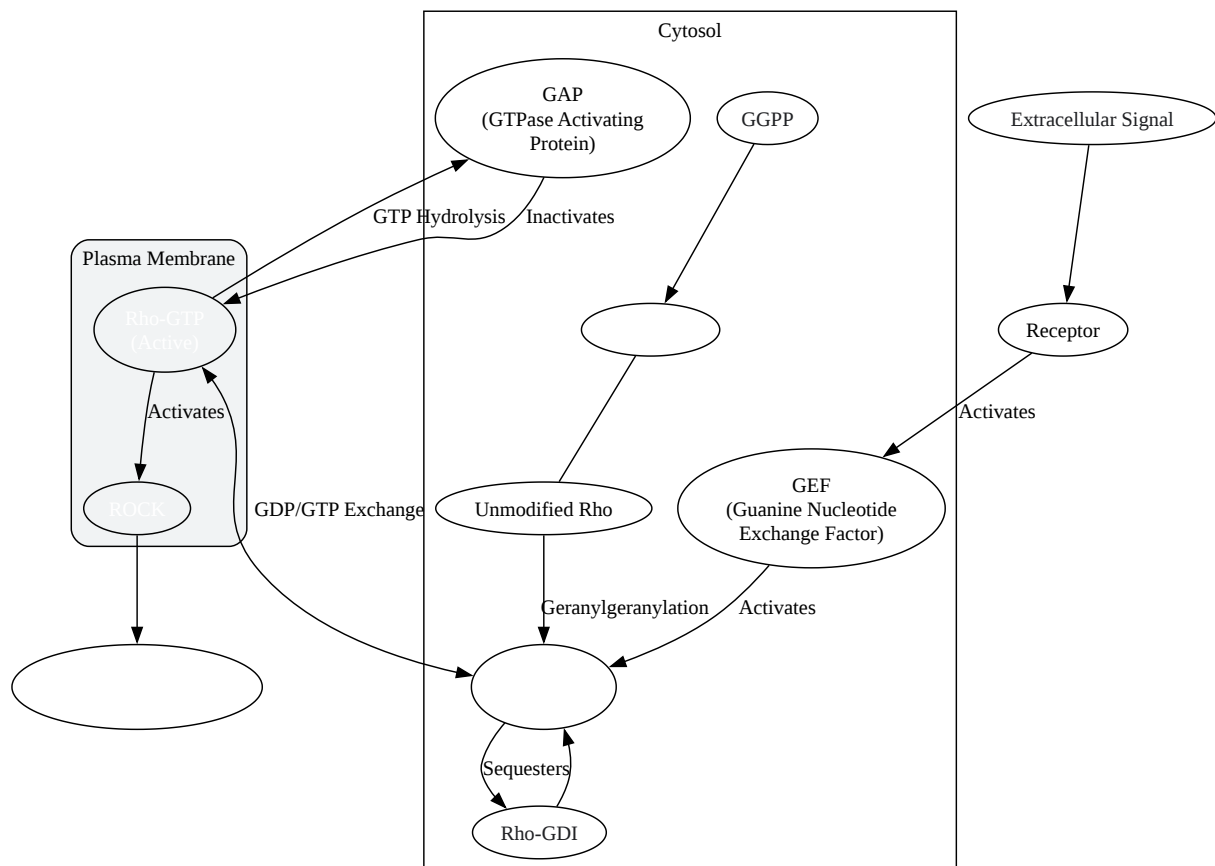 Cytosol
GAP
(GTPase Activating
Protein)
GGPP
Extracellular Signal
GTP Hydrolysis
Inactivates
Plasma Membrane
Rho-GTP
(Active)
Receptor
Activates
Activates
ROCK
GDP/GTP Exchange
Unmodified Rho
GEF
(Guanine Nucleotide
Exchange Factor)
Geranylgeranylation
Activates
Sequesters
Rho-GDI